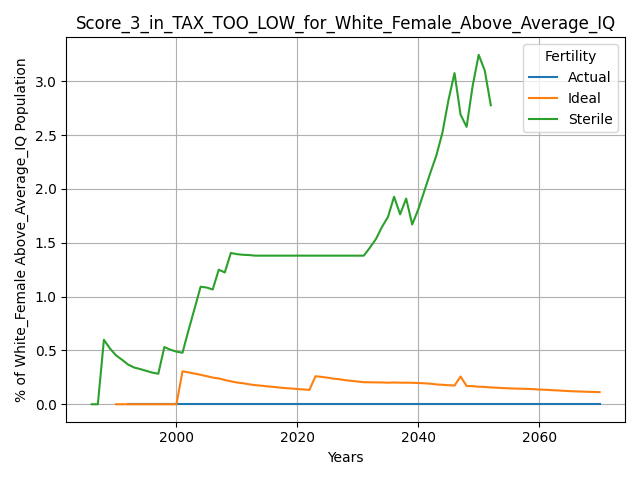 Score_3_in_TAX_TOO_LOW_for_White_Female_Above_Average_IQ
Fertility
Actual
Ideal
Sterile
% of White_Female Above_Average_IQ Population
3.0
2.5
2.0
1.5
1.0
0.5
0.0
2000
2020
2040
2060
Years